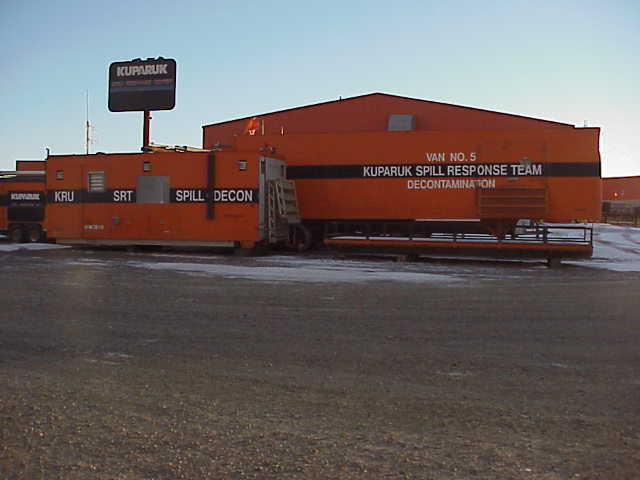 KUPARUK
VAN NO. 5
KUPARUK SPILL RESPONSE TEAM
DECONTAMINATION
KRU SRT SPILL DECON
KUPARUK